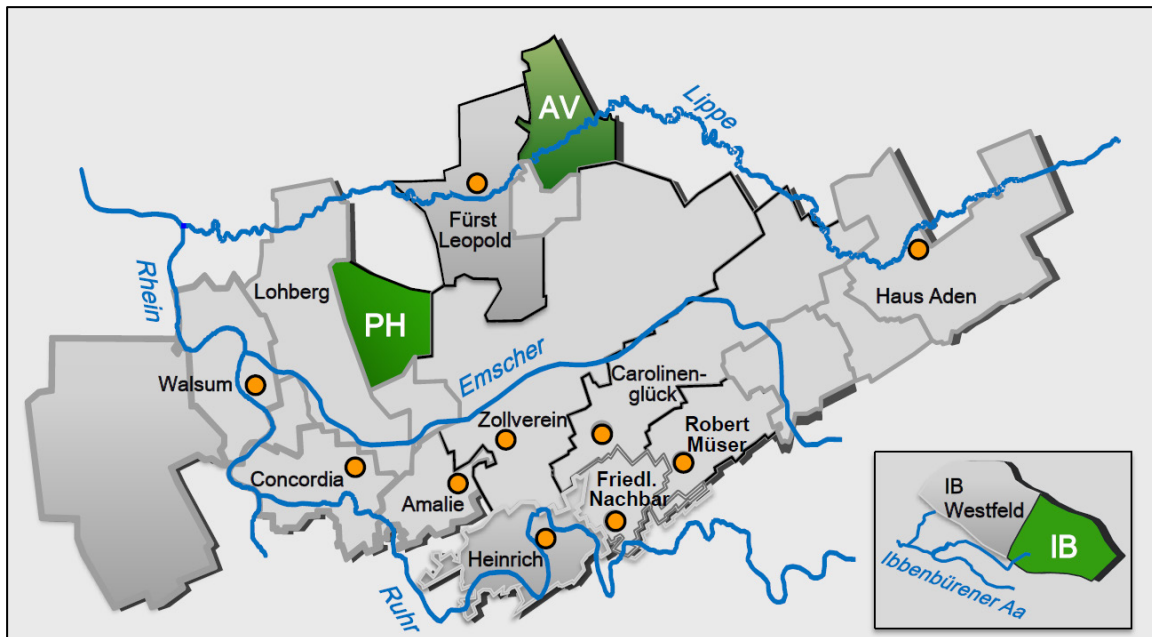 AV
Lippe
Fürst
Leopold
Rhein
Lohberg
Haus Aden
PH
Emscher
Walsum
Carolinen-
glück
Zollverein
Robert
Müser
Concordia
Amalie
Friedl.
Nachbar
Heinrich
Ruhr
IB
Westfeld
IB
Ibbenbürener Aa